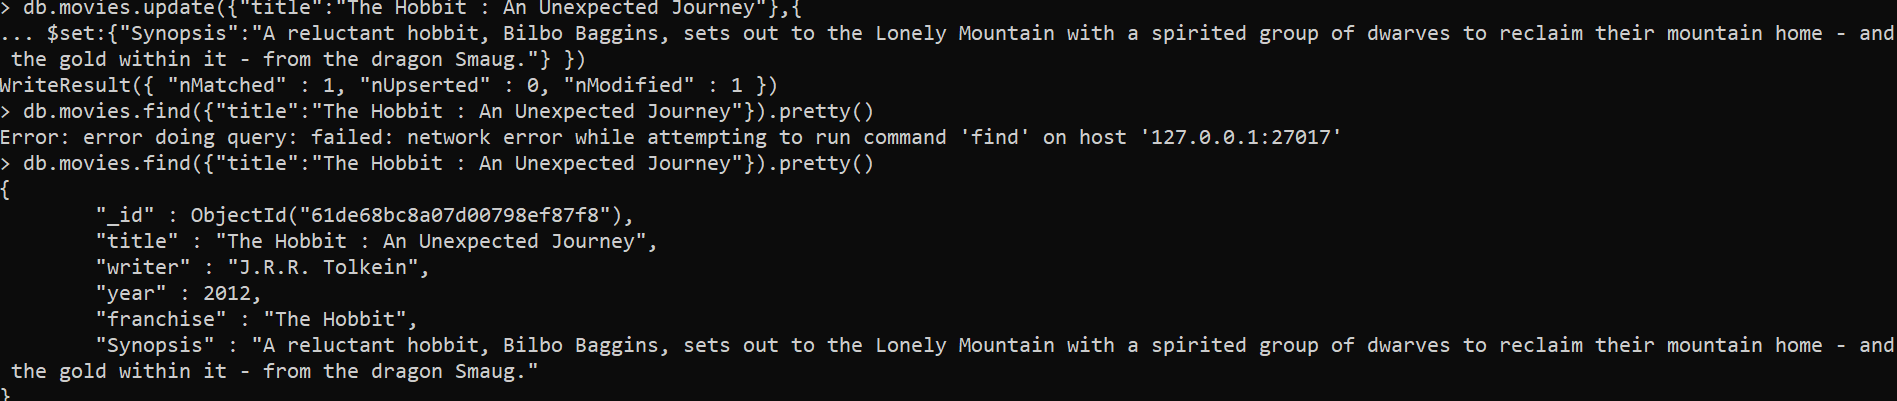 > db.movies.update({"title":"The Hobbit : An Unexpected Journey"},{
... $set:{"Synopsis":"A reluctant hobbit, Bilbo Baggins, sets out to the Lonely Mountain with a spirited group of dwarves to reclaim their mountain home - and
 the gold within it - from the dragon Smaug."} })
WriteResult({ "nMatched" : 1, "nUpserted" : 0, "nModified" : 1 })
> db.movies.find({"title":"The Hobbit : An Unexpected Journey"}).pretty()
Error: error doing query: failed: network error while attempting to run command 'find' on host '127.0.0.1:27017'
> db.movies.find({"title":"The Hobbit : An Unexpected Journey"}).pretty()
{
        "_id" : ObjectId("61de68bc8a07d00798ef87f8"),
        "title" : "The Hobbit : An Unexpected Journey",
        "writer" : "J.R.R. Tolkein",
        "year" : 2012,
        "franchise" : "The Hobbit",
        "Synopsis" : "A reluctant hobbit, Bilbo Baggins, sets out to the Lonely Mountain with a spirited group of dwarves to reclaim their mountain home - and
 the gold within it - from the dragon Smaug."
}